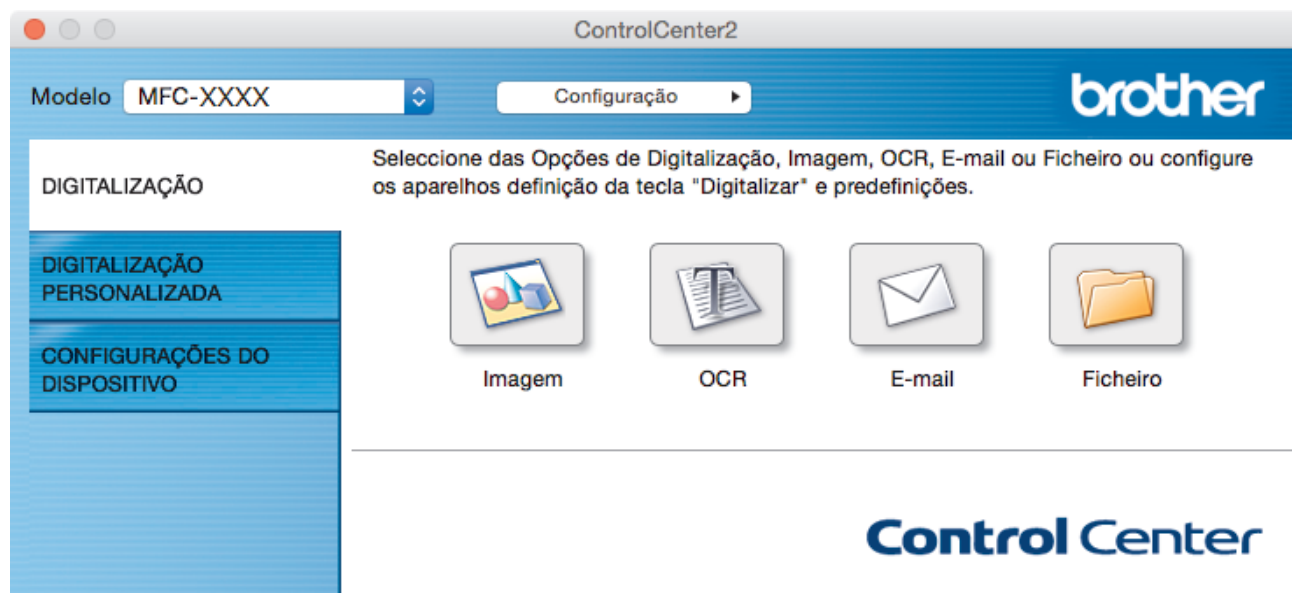 ControlCenter2
Modelo MFC-XXXX Configuração
brother
DIGITALIZAÇÃO
DIGITALIZAÇÃO
PERSONALIZADA
CONFIGURAÇÕES DO
DISPOSITIVO
Seleccione das Opções de Digitalização, Imagem, OCR, E-mail ou Ficheiro ou configure
os aparelhos definição da tecla "Digitalizar" e predefinições.
T
Imagem OCR E-mail Ficheiro
Control Center